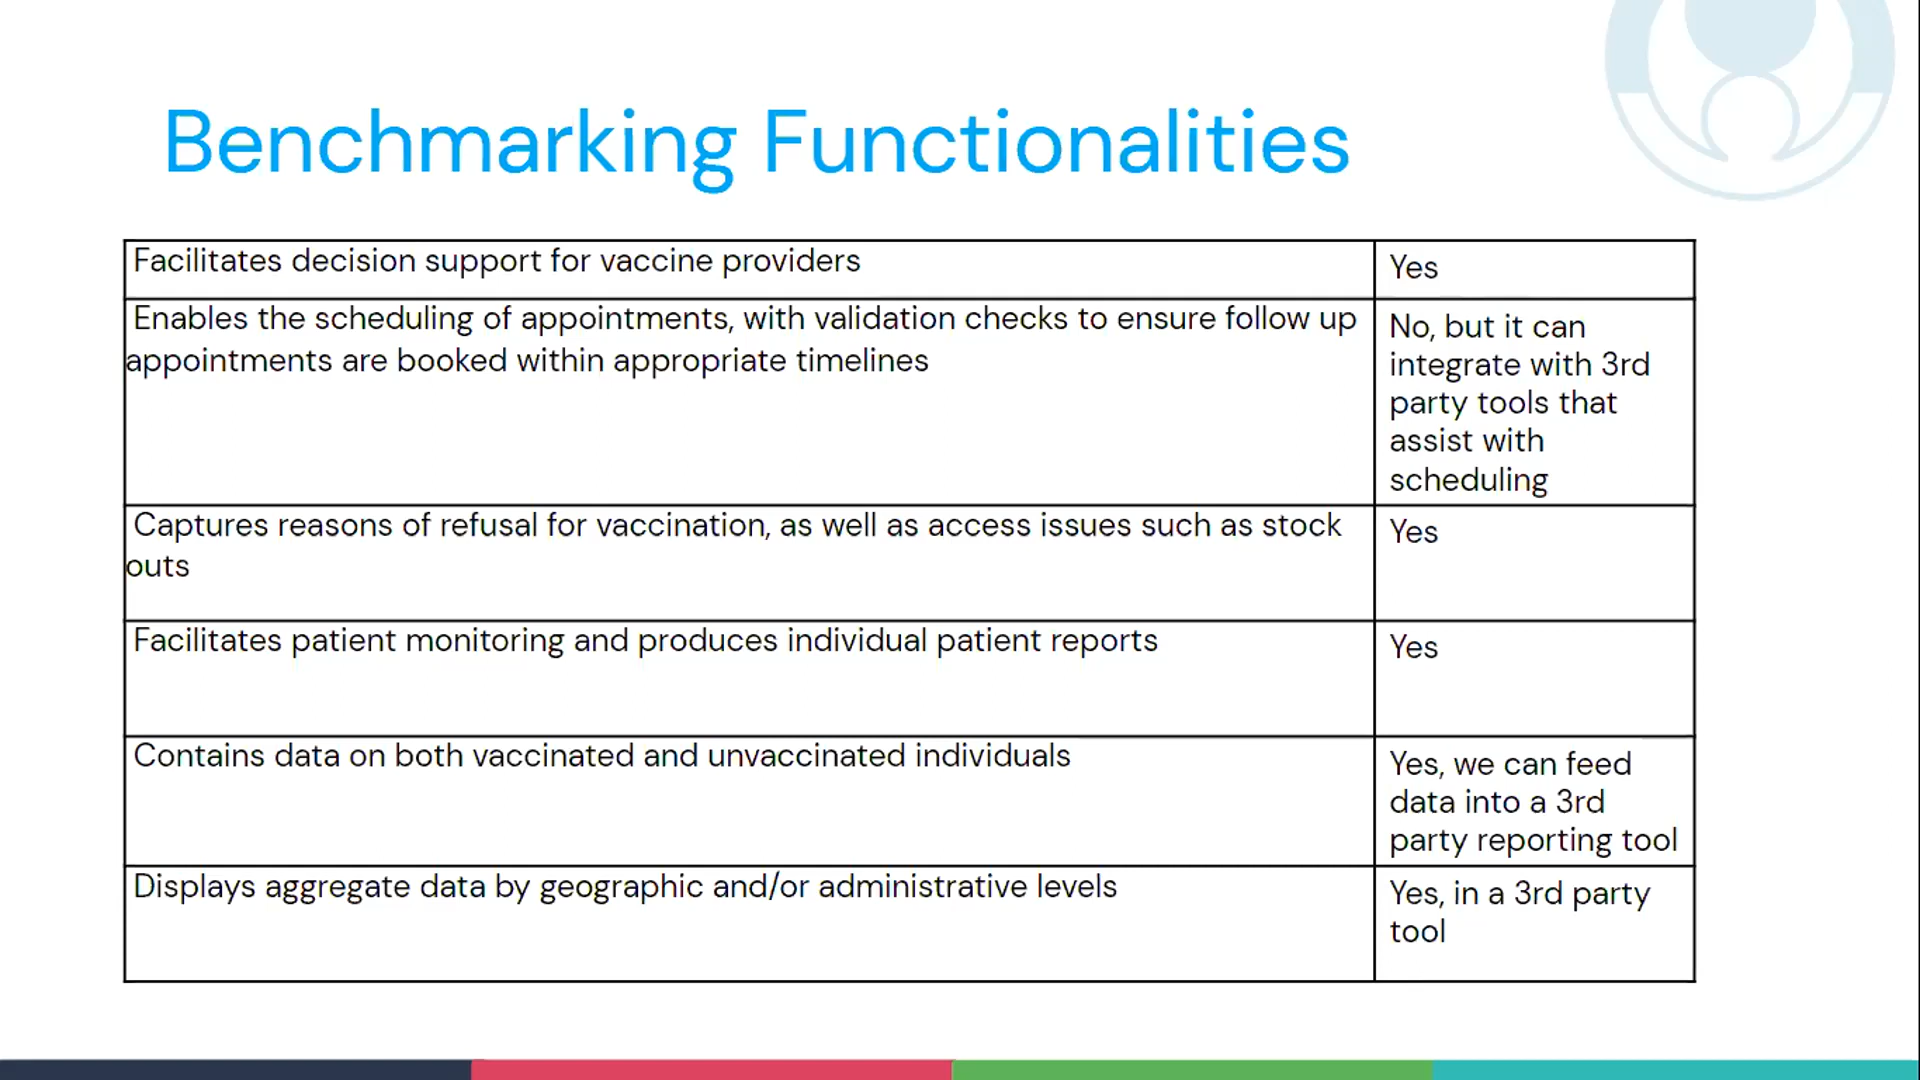 Benchmarking Functionalities
Facilitates decision support for vaccine providers
Yes
Enables the scheduling of appointments, with validation checks to ensure follow up
appointments are booked within appropriate timelines
No, but it can
integrate with 3rd
party tools that
assist with
scheduling
Captures reasons of refusal for vaccination, as well as access issues such as stock
outs
Yes
Facilitates patient monitoring and produces individual patient reports
Yes
Contains data on both vaccinated and unvaccinated individuals
Yes, we can feed
data into a 3rd
party reporting tool
Displays aggregate data by geographic and/or administrative levels
Yes, in a 3rd party
tool